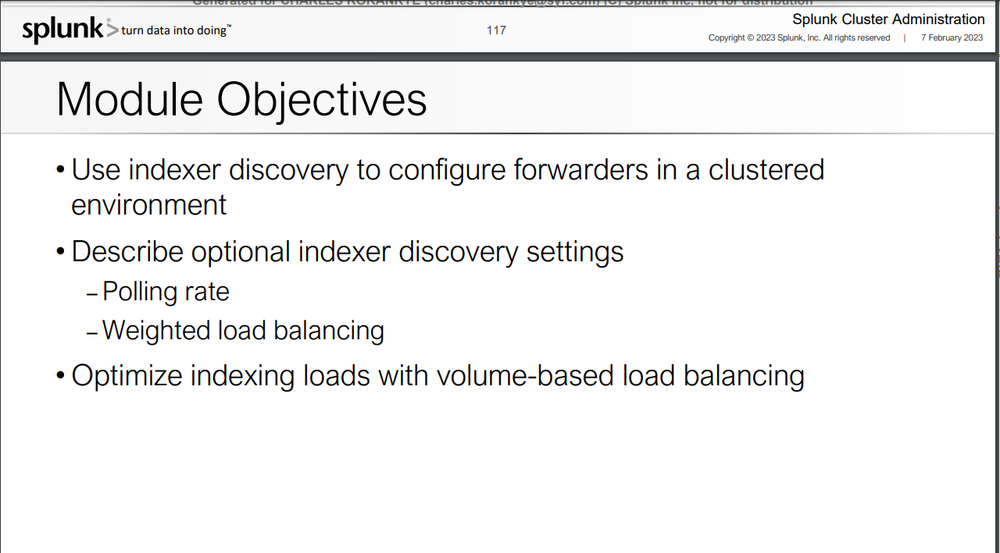 Generated for CHARLES KORANKYE (charles.korankye@syf.com) (C) Splunk Inc, not for distribution
splunk> turn data into doing™
117
Splunk Cluster Administration
Copyright © 2023 Splunk, Inc. All rights reserved | 7 February 2023
Module Objectives
• Use indexer discovery to configure forwarders in a clustered
environment
• Describe optional indexer discovery settings
– Polling rate
– Weighted load balancing
• Optimize indexing loads with volume-based load balancing